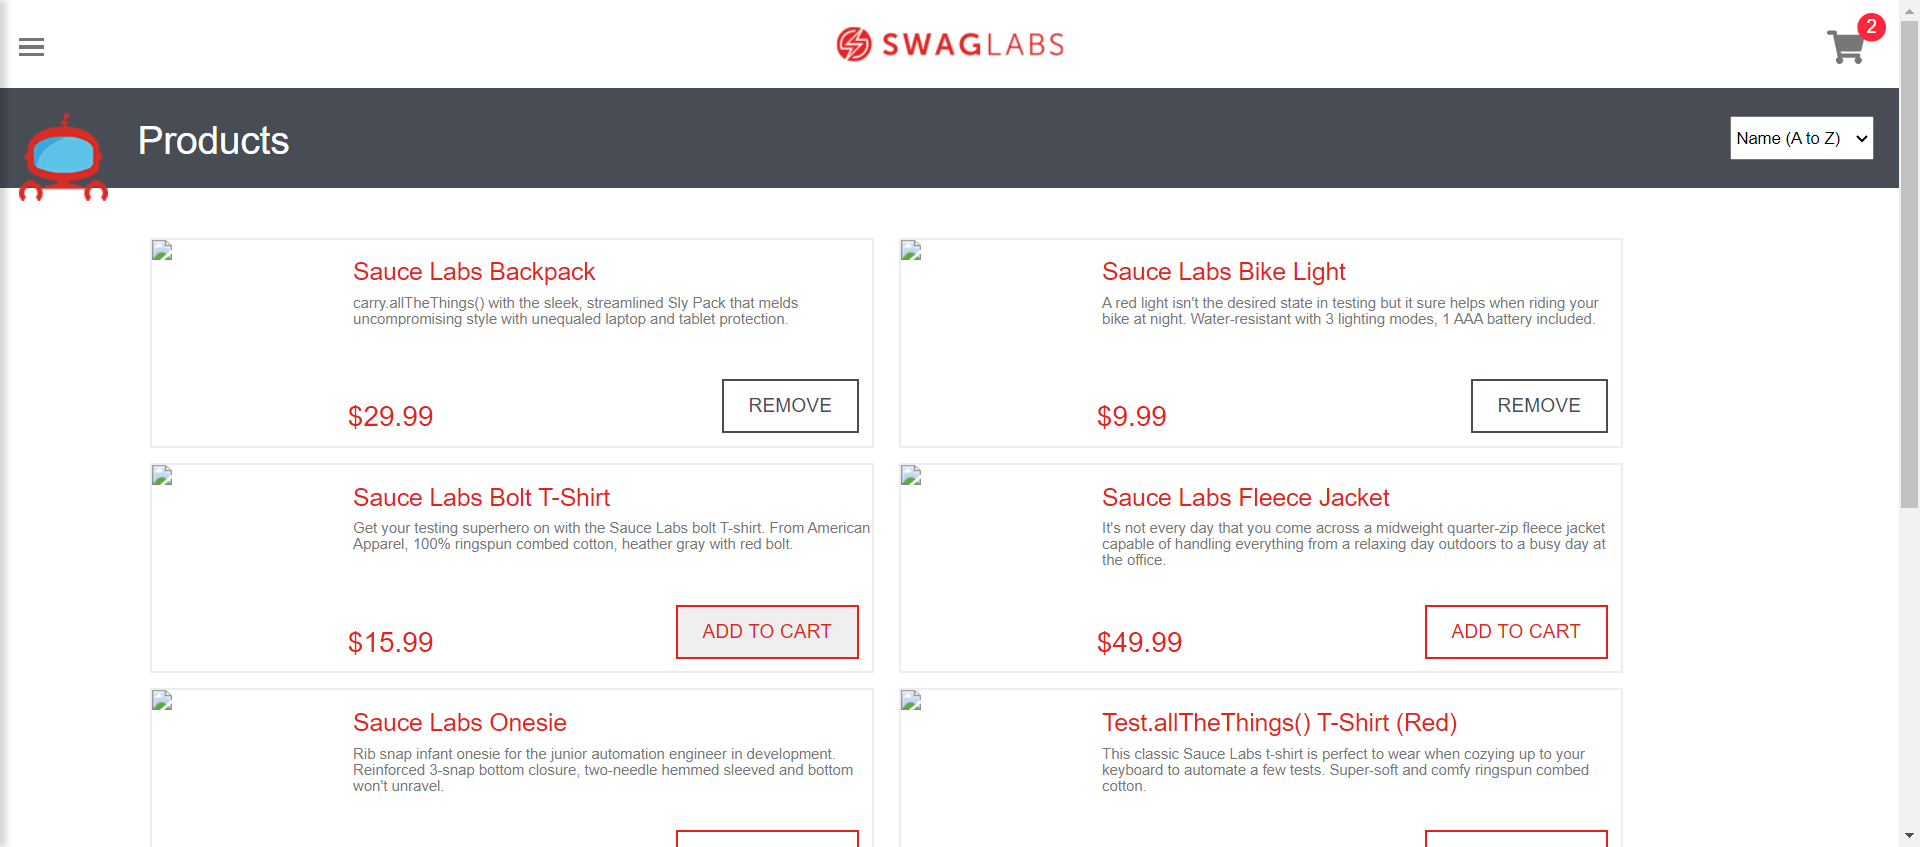 SWAGLABS
2
Products
Name (A to Z)
Sauce Labs Backpack
carry.allTheThings() with the sleek, streamlined Sly Pack that melds
uncompromising style with unequaled laptop and tablet protection.
$29.99
REMOVE
Sauce Labs Bike Light
A red light isn't the desired state in testing but it sure helps when riding your
bike at night. Water-resistant with 3 lighting modes, 1 AAA battery included.
$9.99
REMOVE
Sauce Labs Bolt T-Shirt
Get your testing superhero on with the Sauce Labs bolt T-shirt. From American
Apparel, 100% ringspun combed cotton, heather gray with red bolt.
$15.99
ADD TO CART
Sauce Labs Fleece Jacket
It's not every day that you come across a midweight quarter-zip fleece jacket
capable of handling everything from a relaxing day outdoors to a busy day at
the office.
$49.99
ADD TO CART
Sauce Labs Onesie
Rib snap infant onesie for the junior automation engineer in development.
Reinforced 3-snap bottom closure, two-needle hemmed sleeved and bottom
won't unravel.
Test.allTheThings() T-Shirt (Red)
This classic Sauce Labs t-shirt is perfect to wear when cozying up to your
keyboard to automate a few tests. Super-soft and comfy ringspun combed
cotton.